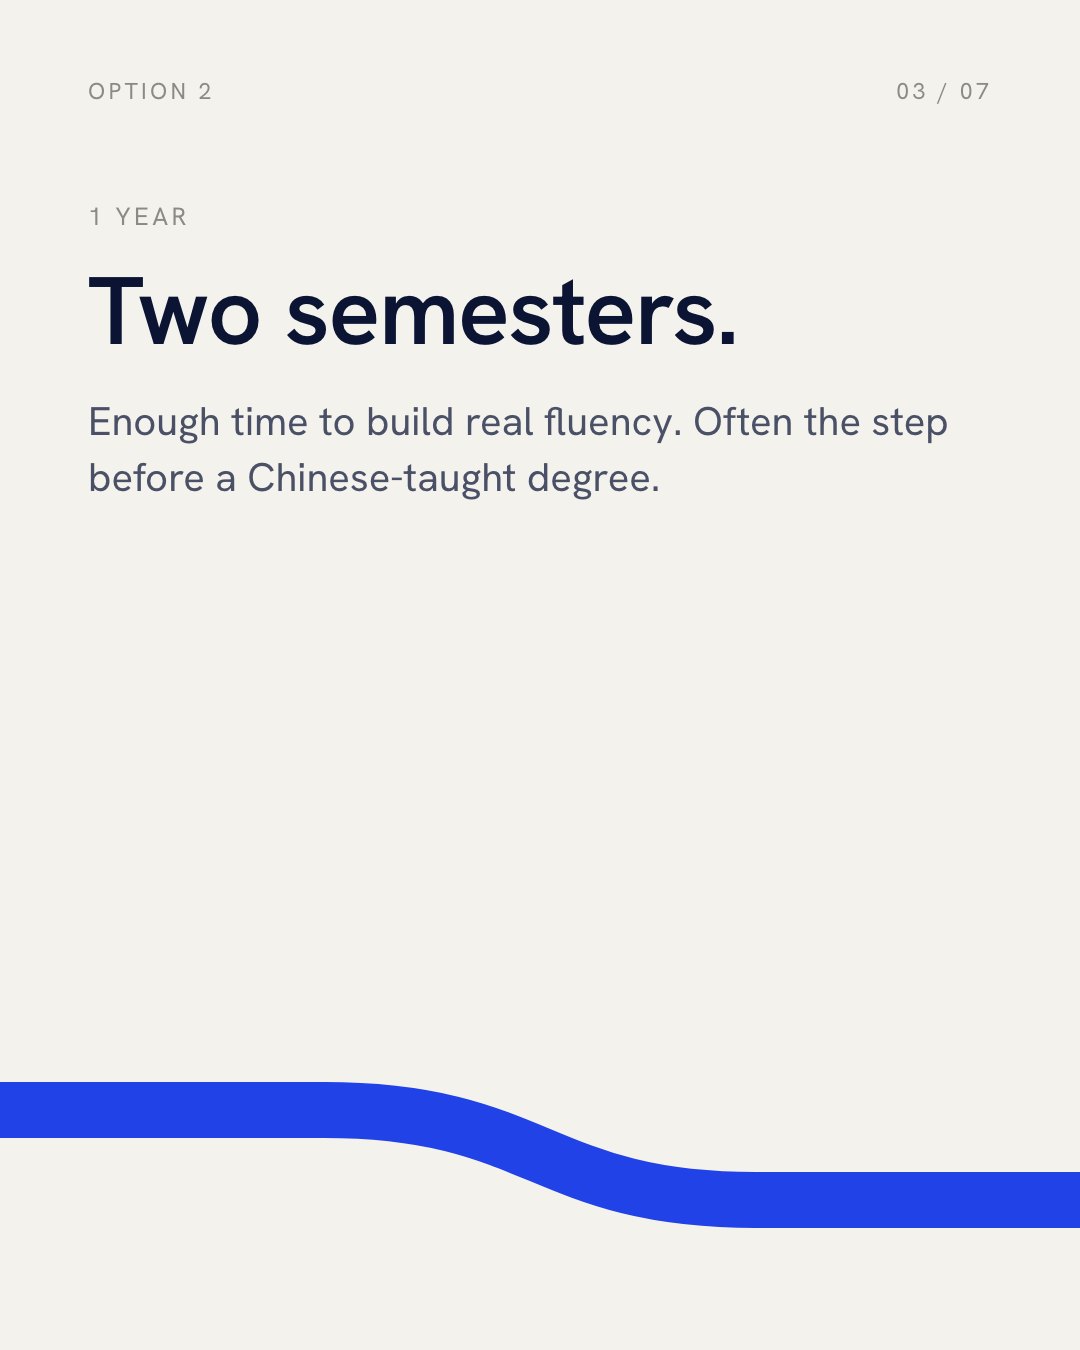 OPTION 2
03 / 07
1 YEAR
Two semesters.
Enough time to build real fluency. Often the step
before a Chinese-taught degree.